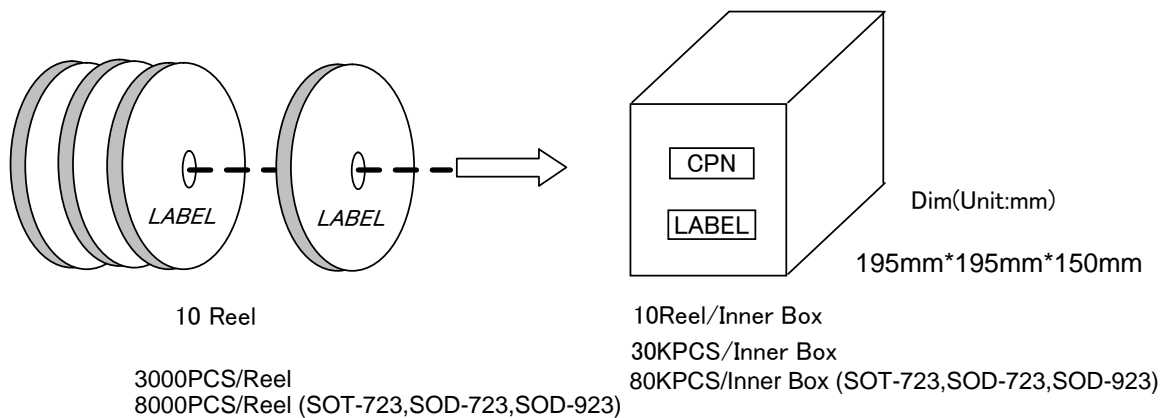 LABEL
LABEL
CPN
LABEL
Dim(Unit:mm)
195mm*195mm*150mm
10 Reel
3000PCS/Reel
8000PCS/Reel (SOT-723,SOD-723,SOD-923)
10Reel/Inner Box
30KPCS/Inner Box
80KPCS/Inner Box (SOT-723,SOD-723,SOD-923)